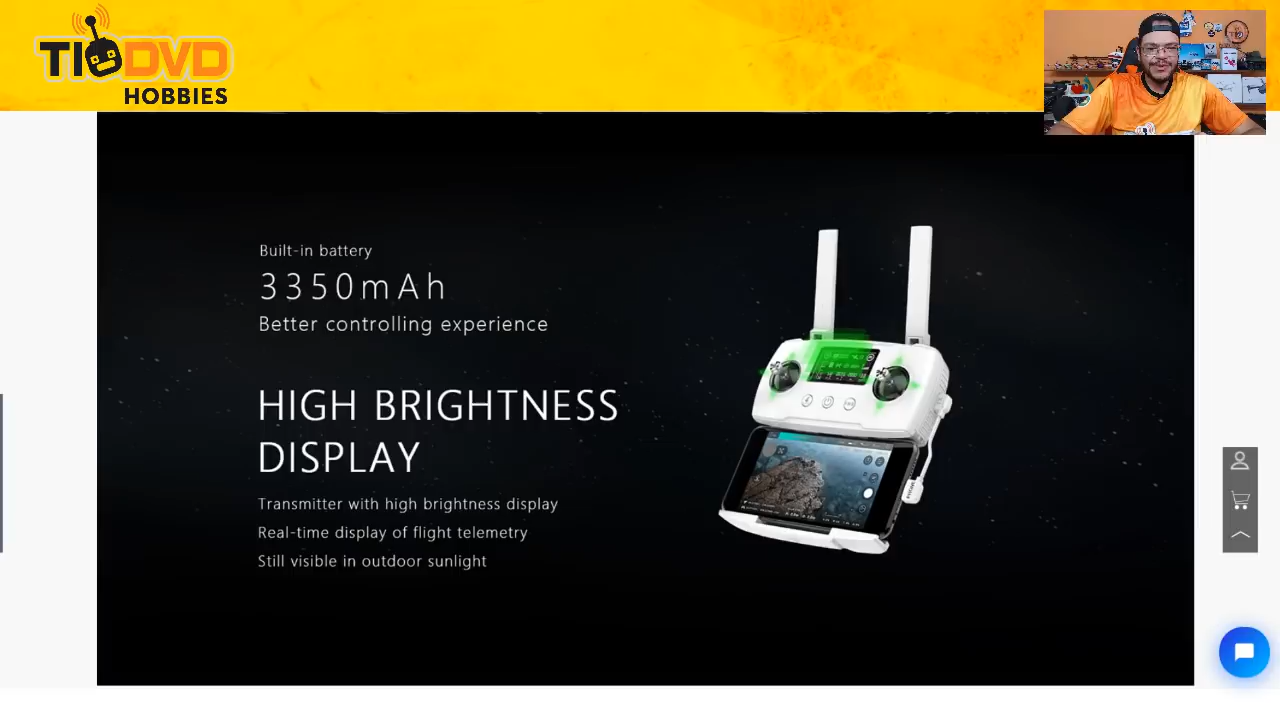 TIODVD
HOBBIES
Built-in battery
3350mAh
Better controlling experience
HIGH BRIGHTNESS
DISPLAY
Transmitter with high brightness display
Real-time display of flight telemetry
Still visible in outdoor sunlight